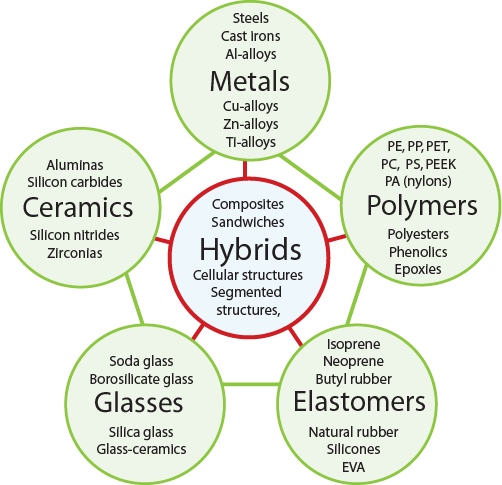 Steels
Cast Irons
Al-alloys
Metals
Cu-alloys
Zn-alloys
Ti-alloys
Aluminas
Silicon carbides
Ceramics
Silicon nitrides
Zirconias
PE, PP, PET,
PC, PS, PEEK
PA (nylons)
Polymers
Polyesters
Phenolics
Epoxies
Composites
Sandwiches
Hybrids
Cellular structures
Segmented
structures,
Soda glass
Borosilicate glass
Glasses
Silica glass
Glass-ceramics
Isoprene
Neoprene
Butyl rubber
Elastomers
Natural rubber
Silicones
EVA